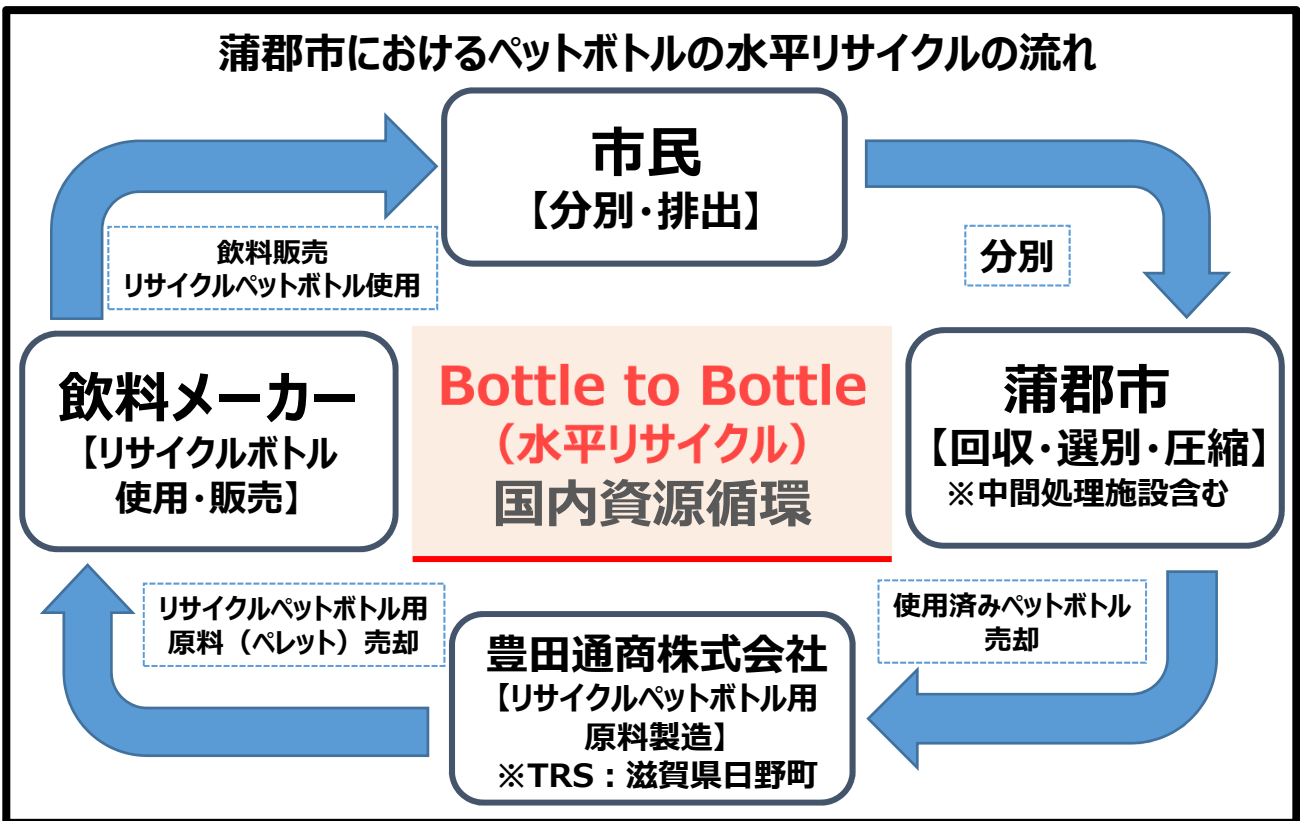 蒲郡市におけるペットボトルの水平リサイクルの流れ
市民
【分別・排出】
飲料販売
リサイクルペットボトル使用
分別
飲料メーカー
【リサイクルボトル
使用・販売】
Bottle to Bottle
（水平リサイクル）
国内資源循環
蒲郡市
【回収・選別・圧縮】
※中間処理施設含む
リサイクルペットボトル用
原料（ペレット）売却
豊田通商株式会社
【リサイクルペットボトル用
原料製造】
※TRS：滋賀県日野町
使用済みペットボトル
売却